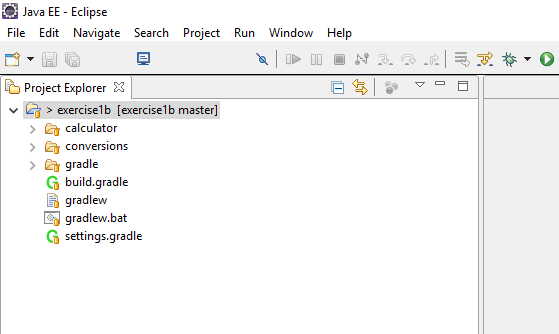 Java EE - Eclipse
File Edit Navigate Search Project Run Window Help
Project Explorer
> exercise1b [exercise1b master]
calculator
conversions
gradle
build.gradle
gradlew
gradlew.bat
settings.gradle